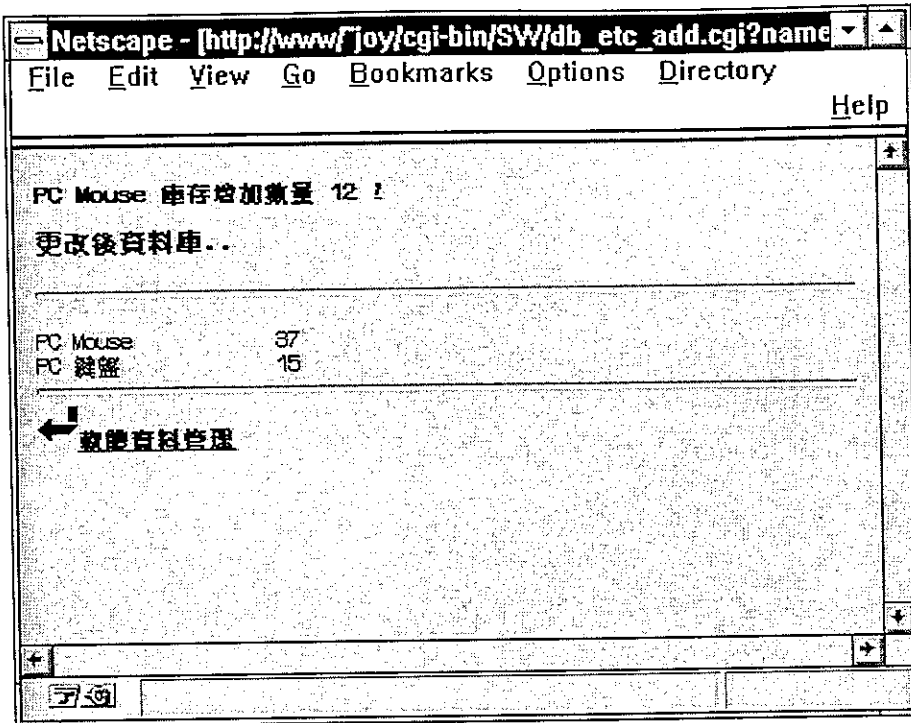 Netscape - [http://www/~joy/cgi-bin/SW/db_etc_add.cgi?name
File Edit View Go Bookmarks Options Directory
Help
PC Mouse 庫存增加數量 12 !
更改後資料庫..
PC Mouse 37
PC 鍵盤 15
軟體資料管理